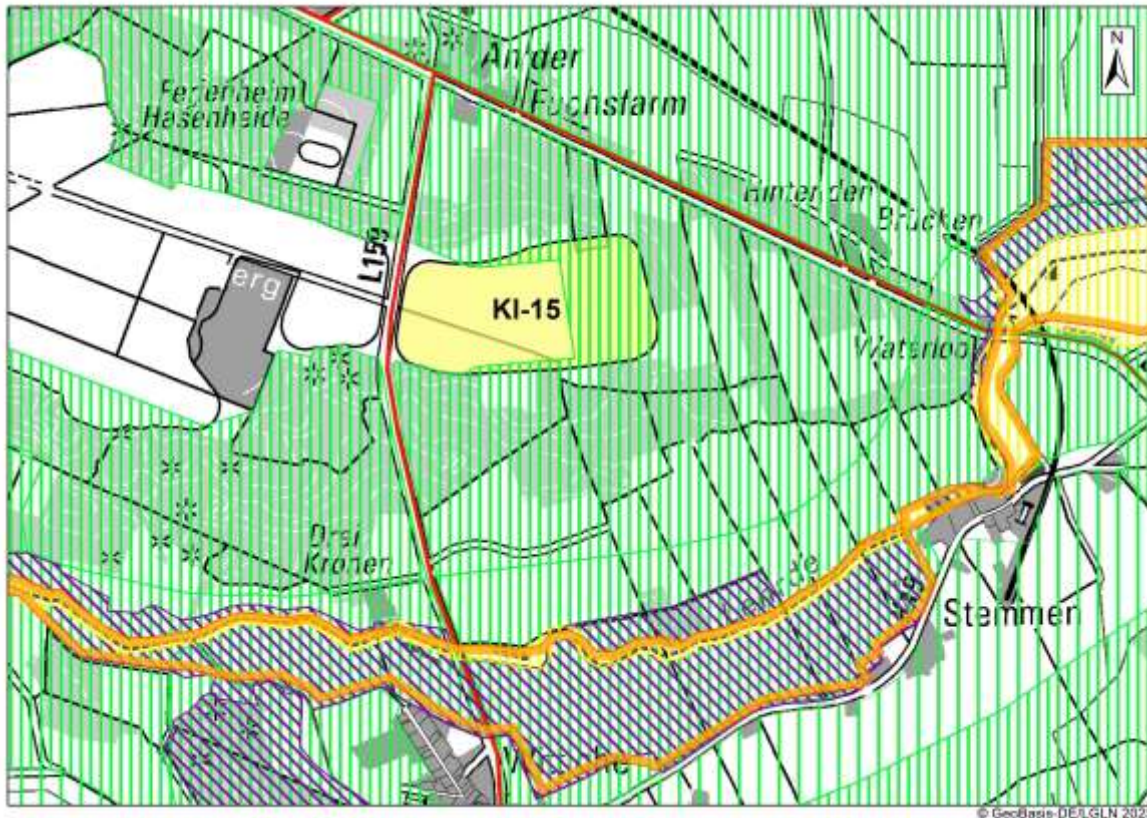 N
An der
Fuchsfarm
Ferienheim
Hasenheide
Hinter den
Brücken
L159
erg
KI-15
Waterloo
Drei
Kronen
Stemmen
© GeoBasis-DE/LGLN 202